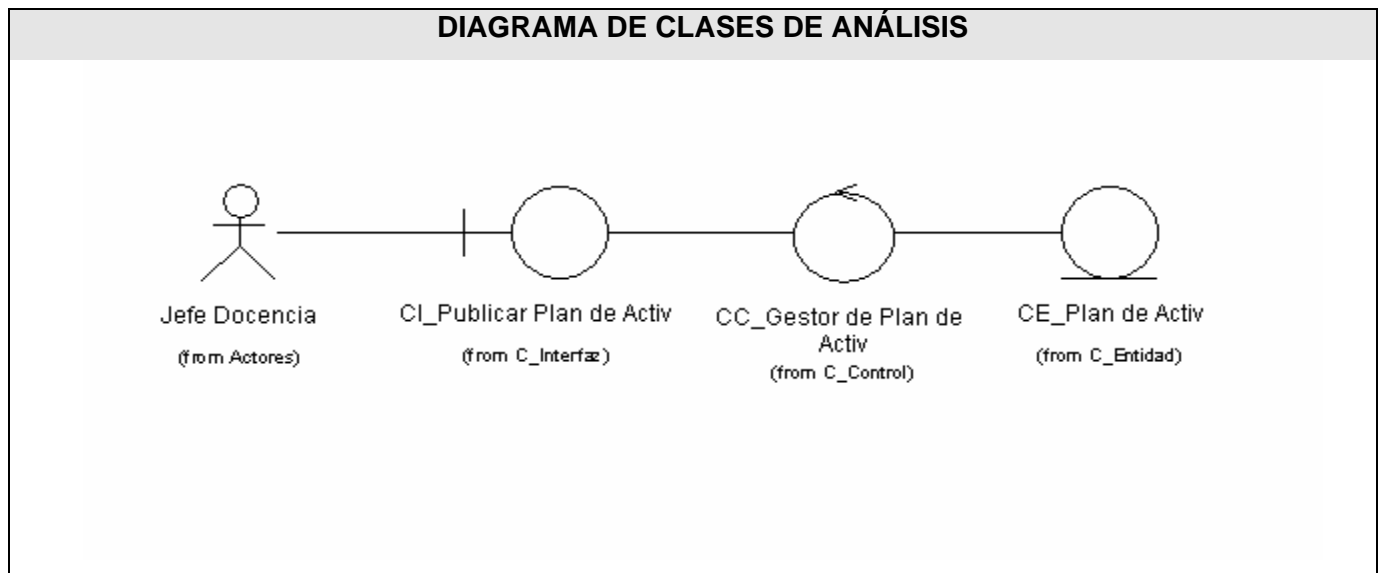 DIAGRAMA DE CLASES DE ANÁLISIS
Jefe Docencia
(from Actores)
CI_Publicar Plan de Activ
(from C_Interfaz)
CC_Gestor de Plan de
Activ
(from C_Control)
CE_Plan de Activ
(from C_Entidad)